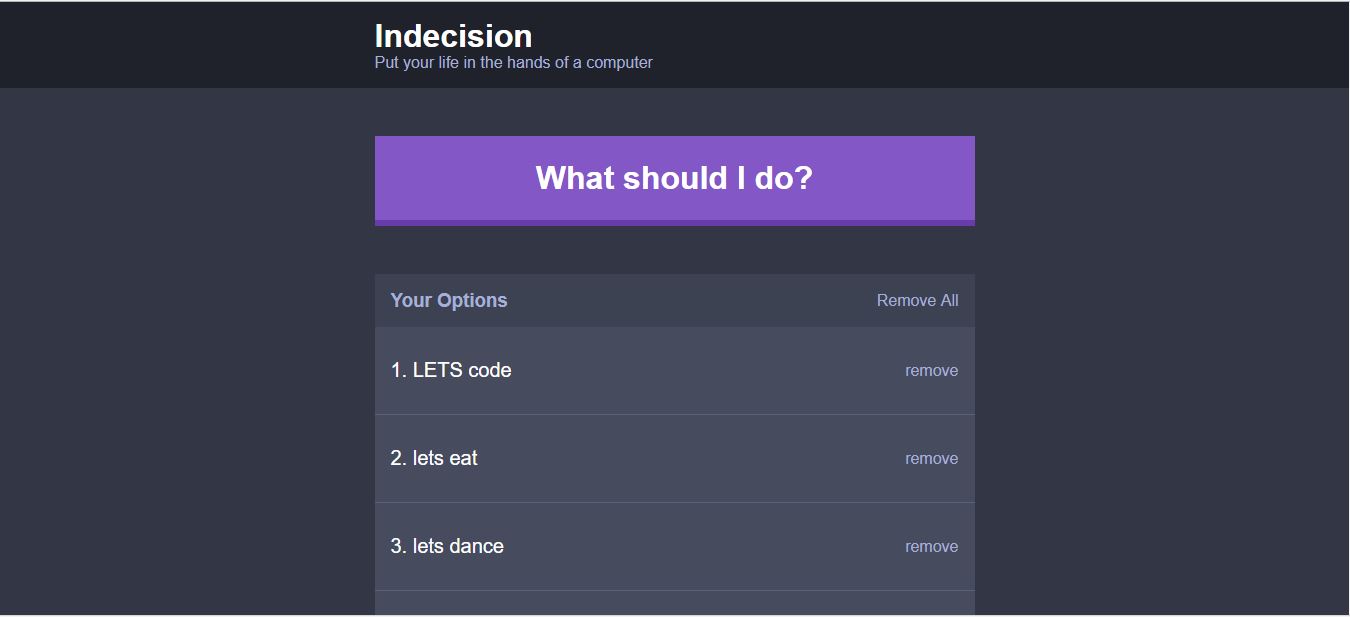 Indecision
Put your life in the hands of a computer
What should I do?
Your Options Remove All
1. LETS code remove
2. lets eat remove
3. lets dance remove